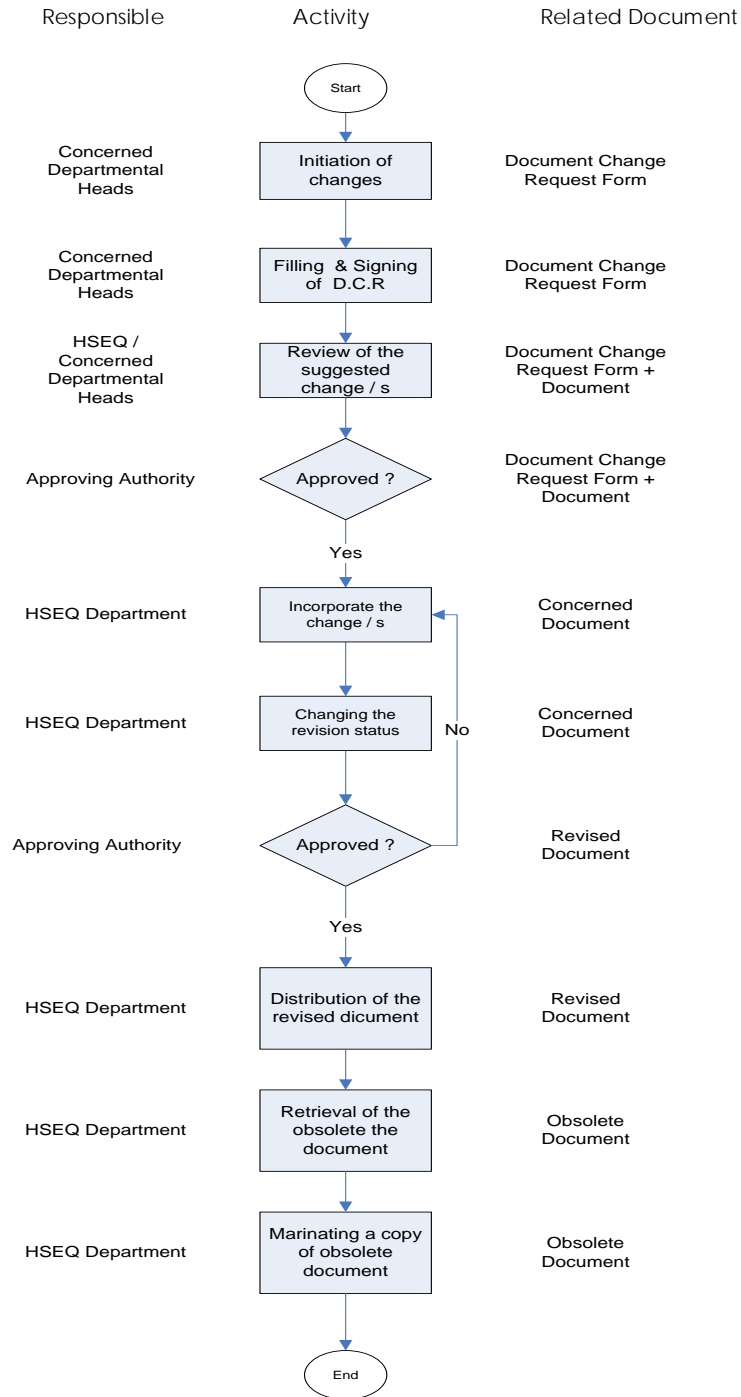 Responsible
Activity
Related Document
Start
Concerned
Departmental
Heads
Initiation of
changes
Document Change
Request Form
Concerned
Departmental
Heads
Filling & Signing
of D.C.R
Document Change
Request Form
HSEQ /
Concerned
Departmental
Heads
Review of the
suggested
change / s
Document Change
Request Form +
Document
Approving Authority
Approved ?
Document Change
Request Form +
Document
Yes
HSEQ Department
Incorporate the
change / s
Concerned
Document
HSEQ Department
Changing the
revision status
No
Concerned
Document
Approving Authority
Approved ?
Revised
Document
Yes
HSEQ Department
Distribution of the
revised dicument
Revised
Document
HSEQ Department
Retrieval of the
obsolete the
document
Obsolete
Document
HSEQ Department
Marinating a copy
of obsolete
document
Obsolete
Document
End